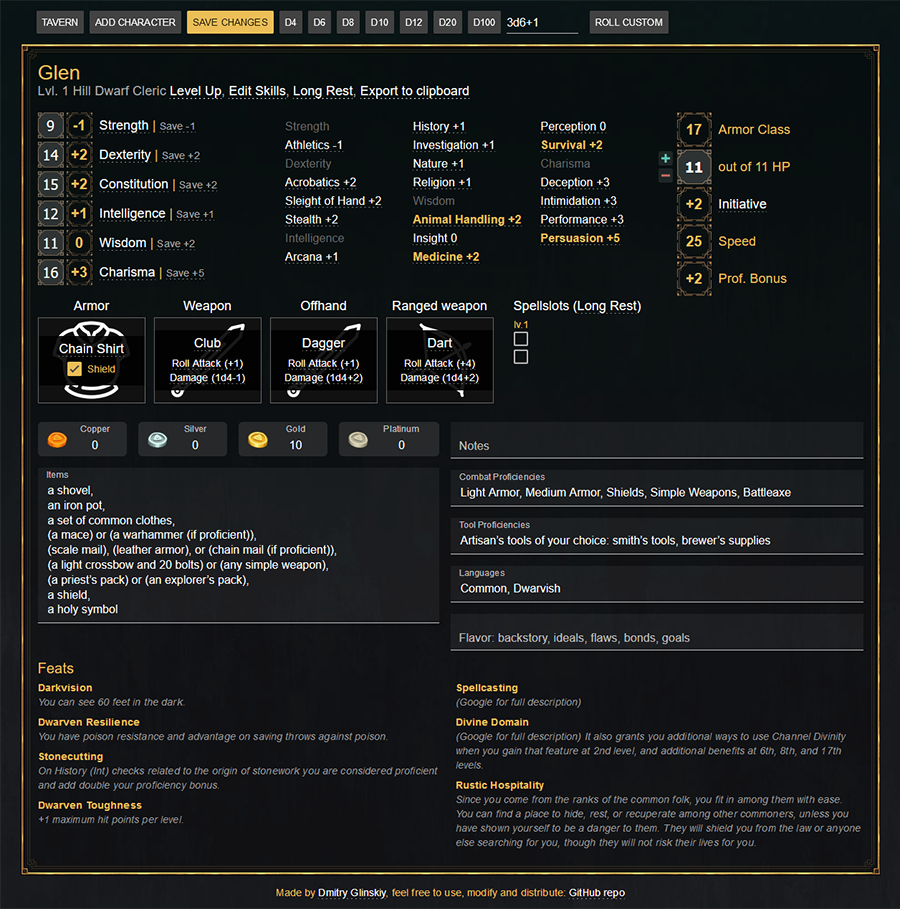 TAVERN ADD CHARACTER SAVE CHANGES D4 D6 D8 D10 D12 D20 D100 3d6+1 ROLL CUSTOM
Glen
Lvl. 1 Hill Dwarf Cleric Level Up, Edit Skills, Long Rest, Export to clipboard
9 -1 Strength | Save -1
14 +2 Dexterity | Save +2
15 +2 Constitution | Save +2
12 +1 Intelligence | Save +1
11 0 Wisdom | Save +2
16 +3 Charisma | Save +5
Strength
Athletics -1
Dexterity
Acrobatics +2
Sleight of Hand +2
Stealth +2
Intelligence
Arcana +1
History +1
Investigation +1
Nature +1
Religion +1
Wisdom
Animal Handling +2
Insight 0
Medicine +2
Perception 0
Survival +2
Charisma
Deception +3
Intimidation +3
Performance +3
Persuasion +5
17 Armor Class
+ − 11 out of 11 HP
+2 Initiative
25 Speed
+2 Prof. Bonus
Armor
Chain Shirt
Shield
Weapon
Club
Roll Attack (+1)
Damage (1d4-1)
Offhand
Dagger
Roll Attack (+1)
Damage (1d4+2)
Ranged weapon
Dart
Roll Attack (+4)
Damage (1d4+2)
Spellslots (Long Rest)
lv.1
Copper
0
Silver
0
Gold
10
Platinum
0
Items
a shovel,
an iron pot,
a set of common clothes,
(a mace) or (a warhammer (if proficient)),
(scale mail), (leather armor), or (chain mail (if proficient)),
(a light crossbow and 20 bolts) or (any simple weapon),
(a priest's pack) or (an explorer's pack),
a shield,
a holy symbol
Notes
Combat Proficiencies
Light Armor, Medium Armor, Shields, Simple Weapons, Battleaxe
Tool Proficiencies
Artisan's tools of your choice: smith's tools, brewer's supplies
Languages
Common, Dwarvish
Flavor: backstory, ideals, flaws, bonds, goals
Feats
Darkvision
You can see 60 feet in the dark.
Dwarven Resilience
You have poison resistance and advantage on saving throws against poison.
Stonecutting
On History (Int) checks related to the origin of stonework you are considered proficient
and add double your proficiency bonus.
Dwarven Toughness
+1 maximum hit points per level.
Spellcasting
(Google for full description)
Divine Domain
(Google for full description) It also grants you additional ways to use Channel Divinity
when you gain that feature at 2nd level, and additional benefits at 6th, 8th, and 17th
levels.
Rustic Hospitality
Since you come from the ranks of the common folk, you fit in among them with ease.
You can find a place to hide, rest, or recuperate among other commoners, unless you
have shown yourself to be a danger to them. They will shield you from the law or anyone
else searching for you, though they will not risk their lives for you.
Made by Dmitry Glinskiy, feel free to use, modify and distribute: GitHub repo